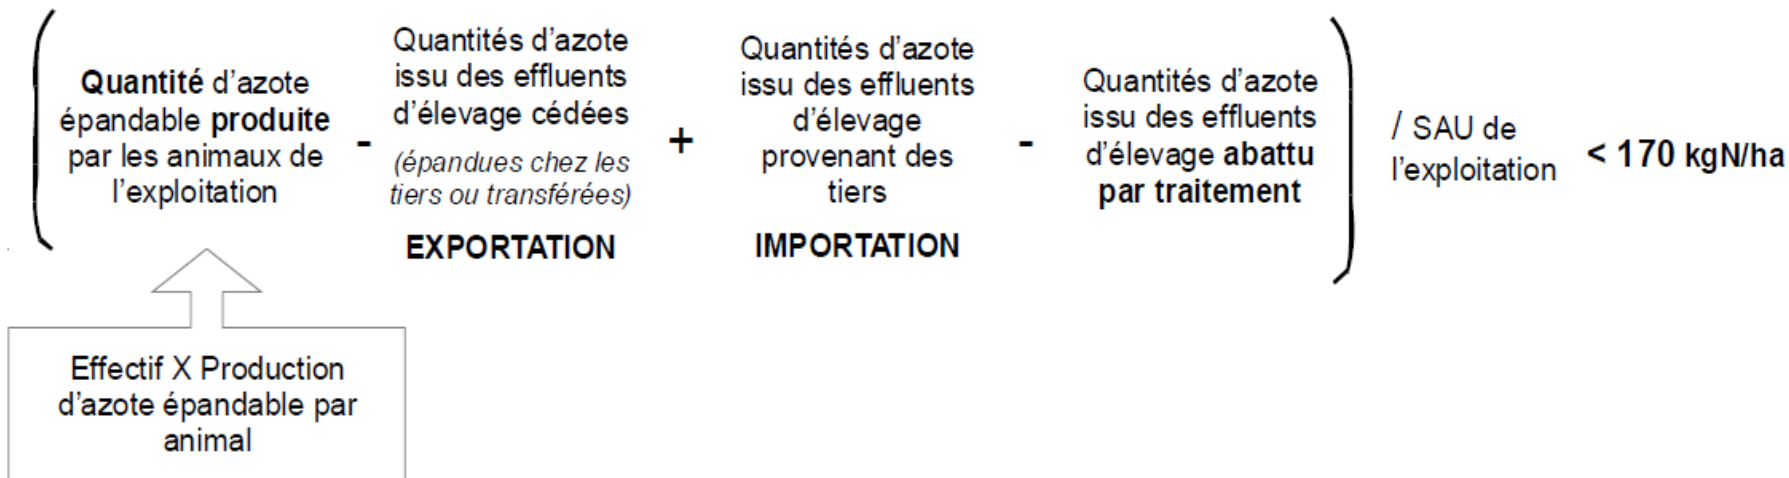 Quantité d'azote
épandable produite
par les animaux de
l'exploitation
-
Quantités d'azote
issu des effluents
d'élevage cédées
(épandues chez les
tiers ou transférées)
EXPORTATION
+
Quantités d'azote
issu des effluents
d'élevage
provenant des
tiers
IMPORTATION
-
Quantités d'azote
issu des effluents
d'élevage abattu
par traitement
/ SAU de
l'exploitation
< 170 kgN/ha
Effectif X Production
d'azote épandable par
animal